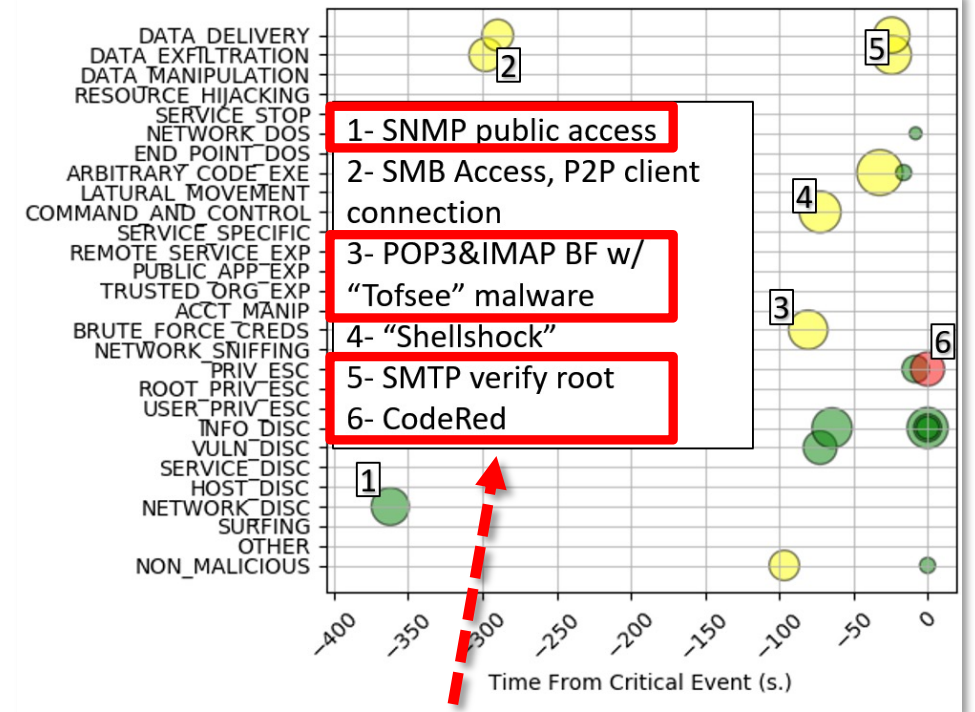 DATA_DELIVERY
DATA_EXFILTRATION
DATA_MANIPULATION
RESOURCE_HIJACKING
SERVICE_STOP
NETWORK_DOS
END_POINT_DOS
ARBITRARY_CODE_EXE
LATURAL_MOVEMENT
COMMAND_AND_CONTROL
SERVICE_SPECIFIC
REMOTE_SERVICE_EXP
PUBLIC_APP_EXP
TRUSTED_ORG_EXP
ACCT_MANIP
BRUTE_FORCE_CREDS
NETWORK_SNIFFING
PRIV_ESC
ROOT_PRIV_ESC
USER_PRIV_ESC
INFO_DISC
VULN_DISC
SERVICE_DISC
HOST_DISC
NETWORK_DISC
SURFING
OTHER
NON_MALICIOUS
2
5
1- SNMP public access
2- SMB Access, P2P client
connection
3- POP3&IMAP BF w/
“Tofsee” malware
4- “Shellshock”
5- SMTP verify root
6- CodeRed
4
3
6
1
−400
−350
−300
−250
−200
−150
−100
−50
0
Time From Critical Event (s.)